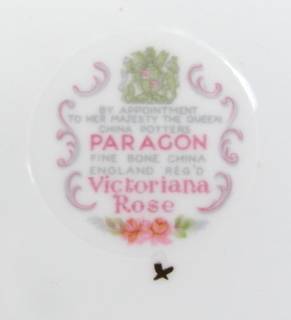 BY APPOINTMENT
TO HER MAJESTY THE QUEEN
CHINA POTTERS
PARAGON
FINE BONE CHINA
ENGLAND REG'D
Victoriana
Rose